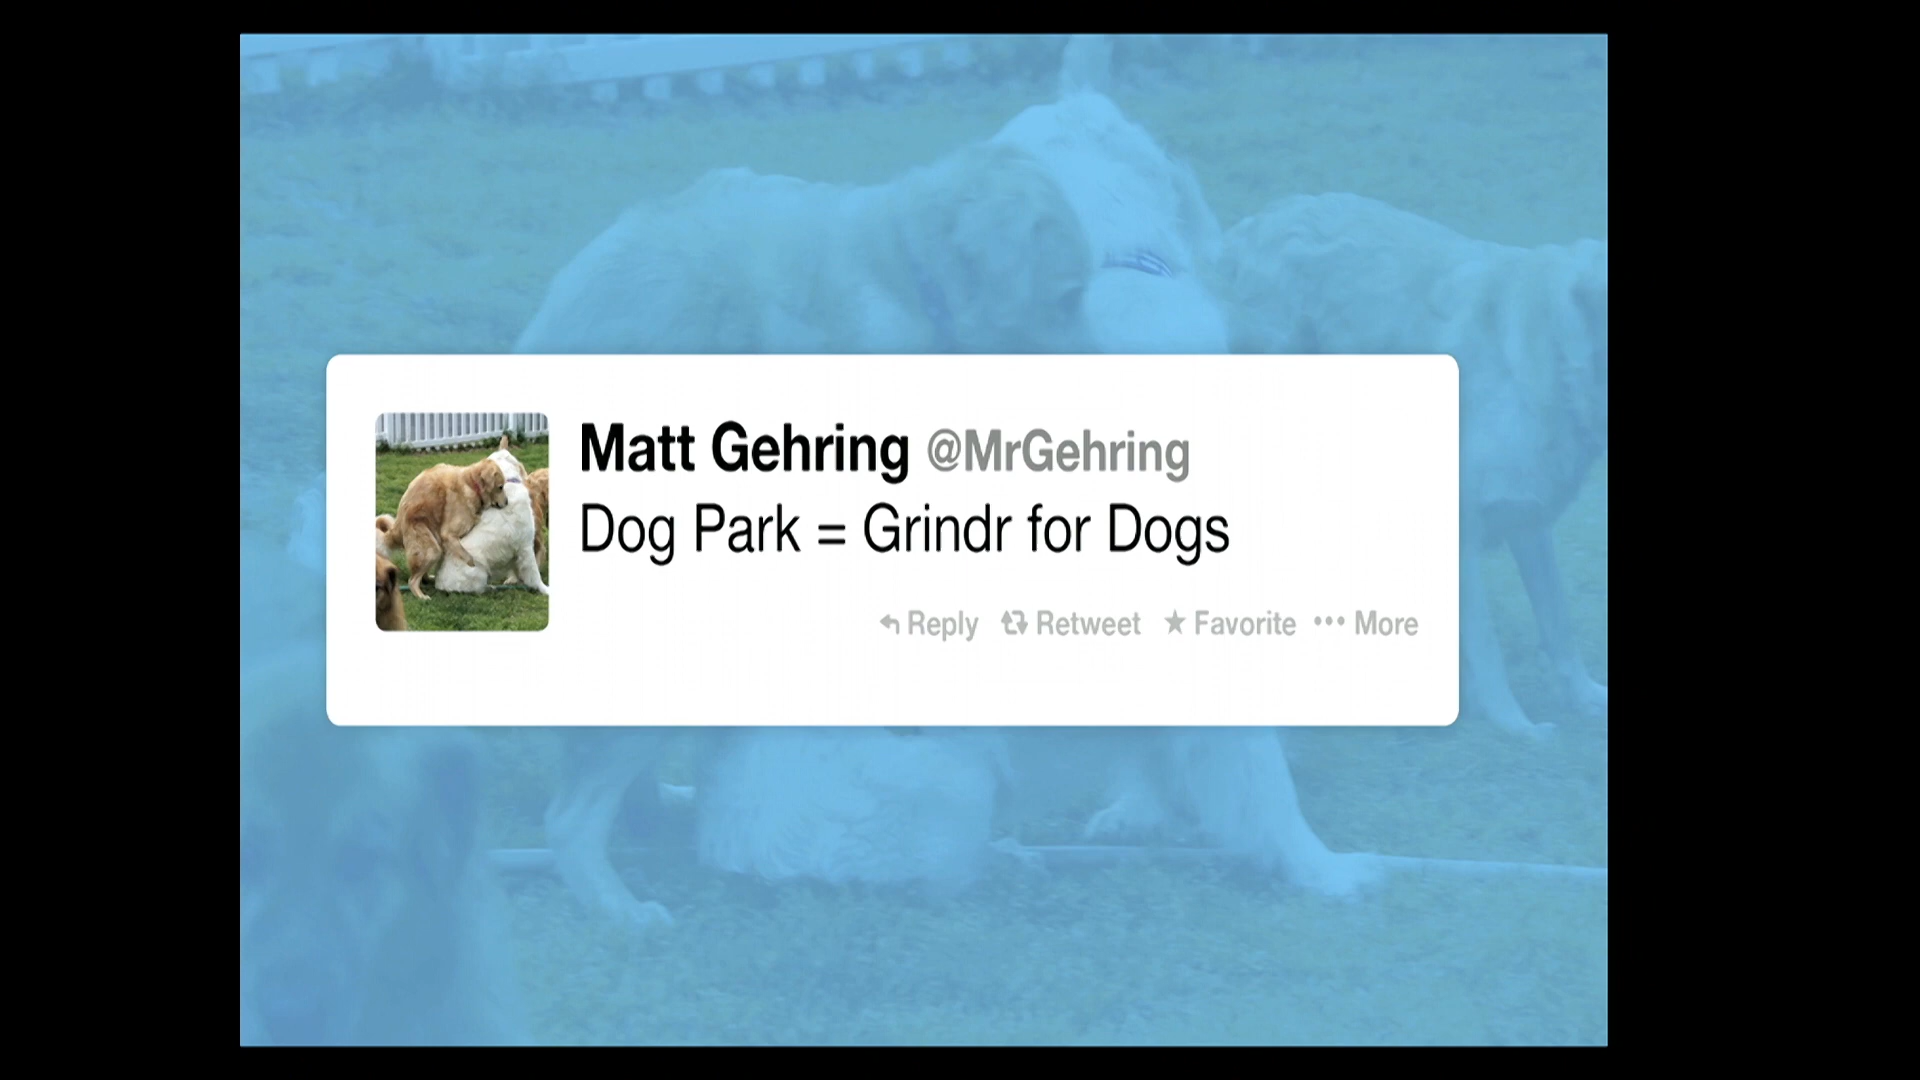 Matt Gehring @MrGehring
Dog Park = Grindr for Dogs
Reply Retweet ★ Favorite ••• More